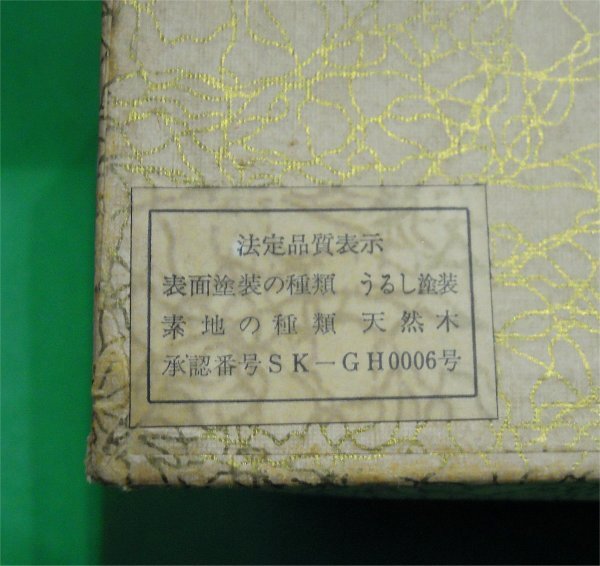 法定品質表示
表面塗装の種類　うるし塗装
素地の種類　天然木
承認番号SK－GH0006号